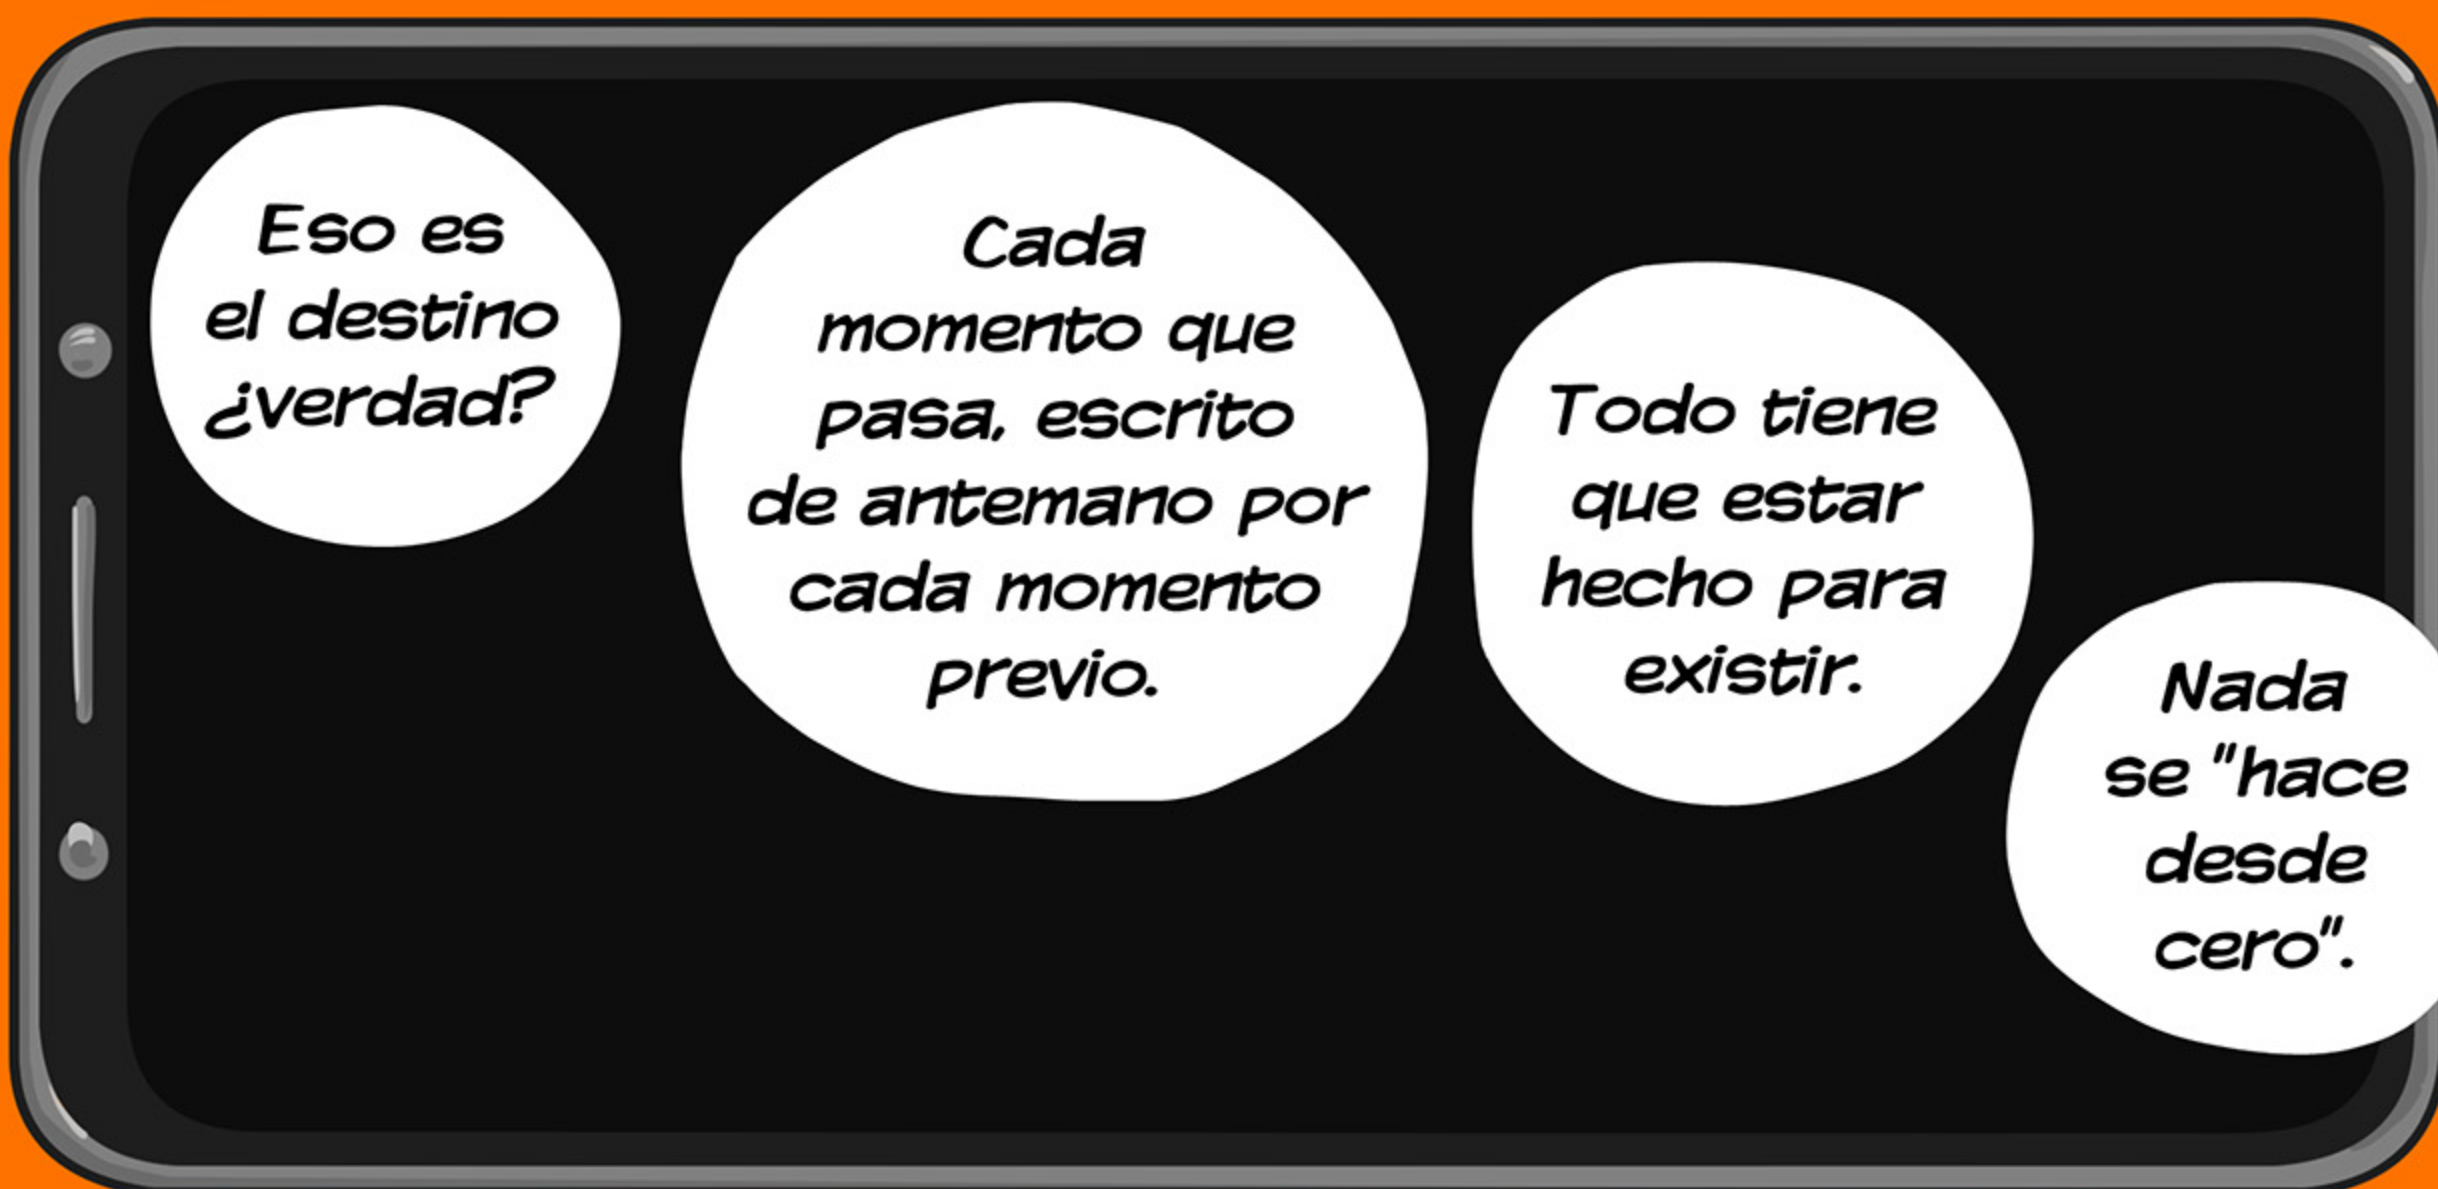 Eso es
el destino
¿verdad?
Cada
momento que
pasa, escrito
de antemano por
cada momento
previo.
Todo tiene
que estar
hecho para
existir.
Nada
se "hace
desde
cero".